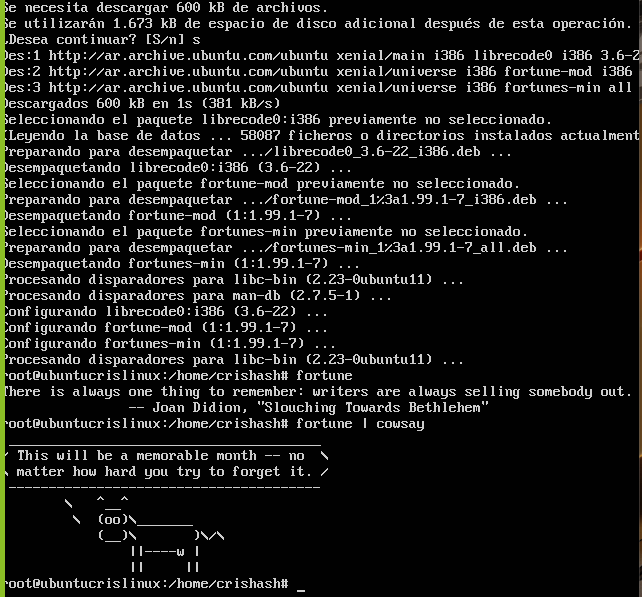 Se necesita descargar 600 kB de archivos.
Se utilizarán 1.673 kB de espacio de disco adicional después de esta operación.
¿Desea continuar? [S/n] s
Des:1 http://ar.archive.ubuntu.com/ubuntu xenial/main i386 librecode0 i386 3.6-2
Des:2 http://ar.archive.ubuntu.com/ubuntu xenial/universe i386 fortune-mod i386
Des:3 http://ar.archive.ubuntu.com/ubuntu xenial/universe i386 fortunes-min all
Descargados 600 kB en 1s (381 kB/s)
Seleccionando el paquete librecode0:i386 previamente no seleccionado.
(Leyendo la base de datos ... 58087 ficheros o directorios instalados actualment
Preparando para desempaquetar .../librecode0_3.6-22_i386.deb ...
Desempaquetando librecode0:i386 (3.6-22) ...
Seleccionando el paquete fortune-mod previamente no seleccionado.
Preparando para desempaquetar .../fortune-mod_1%3a1.99.1-7_i386.deb ...
Desempaquetando fortune-mod (1:1.99.1-7) ...
Seleccionando el paquete fortunes-min previamente no seleccionado.
Preparando para desempaquetar .../fortunes-min_1%3a1.99.1-7_all.deb ...
Desempaquetando fortunes-min (1:1.99.1-7) ...
Procesando disparadores para libc-bin (2.23-0ubuntu11) ...
Procesando disparadores para man-db (2.7.5-1) ...
Configurando librecode0:i386 (3.6-22) ...
Configurando fortune-mod (1:1.99.1-7) ...
Configurando fortunes-min (1:1.99.1-7) ...
Procesando disparadores para libc-bin (2.23-0ubuntu11) ...
root@ubuntucrislinux:/home/crishash# fortune
There is always one thing to remember: writers are always selling somebody out.
-- Joan Didion, "Slouching Towards Bethlehem"
root@ubuntucrislinux:/home/crishash# fortune | cowsay
 ________________________________________
/ This will be a memorable month -- no   \
\ matter how hard you try to forget it. /
 ----------------------------------------
        \   ^__^
         \  (oo)\_______
            (__)\       )\/\
                ||----w |
                ||     ||
root@ubuntucrislinux:/home/crishash# _